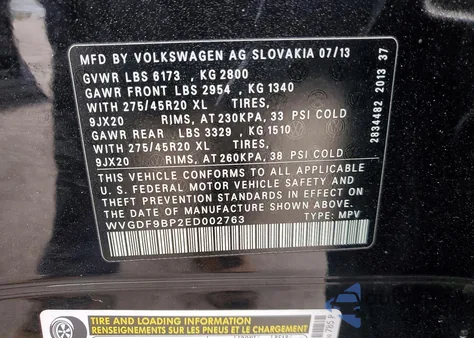 MFD BY VOLKSWAGEN AG SLOVAKIA 07/13
GVWR LBS 6173 , KG 2800
GAWR FRONT LBS 2954 , KG 1340
WITH 275/45R20 XL TIRES,
9JX20 RIMS, AT 230KPA, 33 PSI COLD
GAWR REAR LBS 3329 , KG 1510
WITH 275/45R20 XL TIRES,
9JX20 RIMS, AT 260KPA, 38 PSI COLD
THIS VEHICLE CONFORMS TO ALL APPLICABLE
U. S. FEDERAL MOTOR VEHICLE SAFETY AND
THEFT PREVENTION STANDARDS IN EFFECT ON
THE DATE OF MANUFACTURE SHOWN ABOVE.
WVGDF9BP2ED002763 TYPE: MPV
2834482 2013 37
TIRE AND LOADING INFORMATION
RENSEIGNEMENTS SUR LES PNEUS ET LE CHARGEMENT